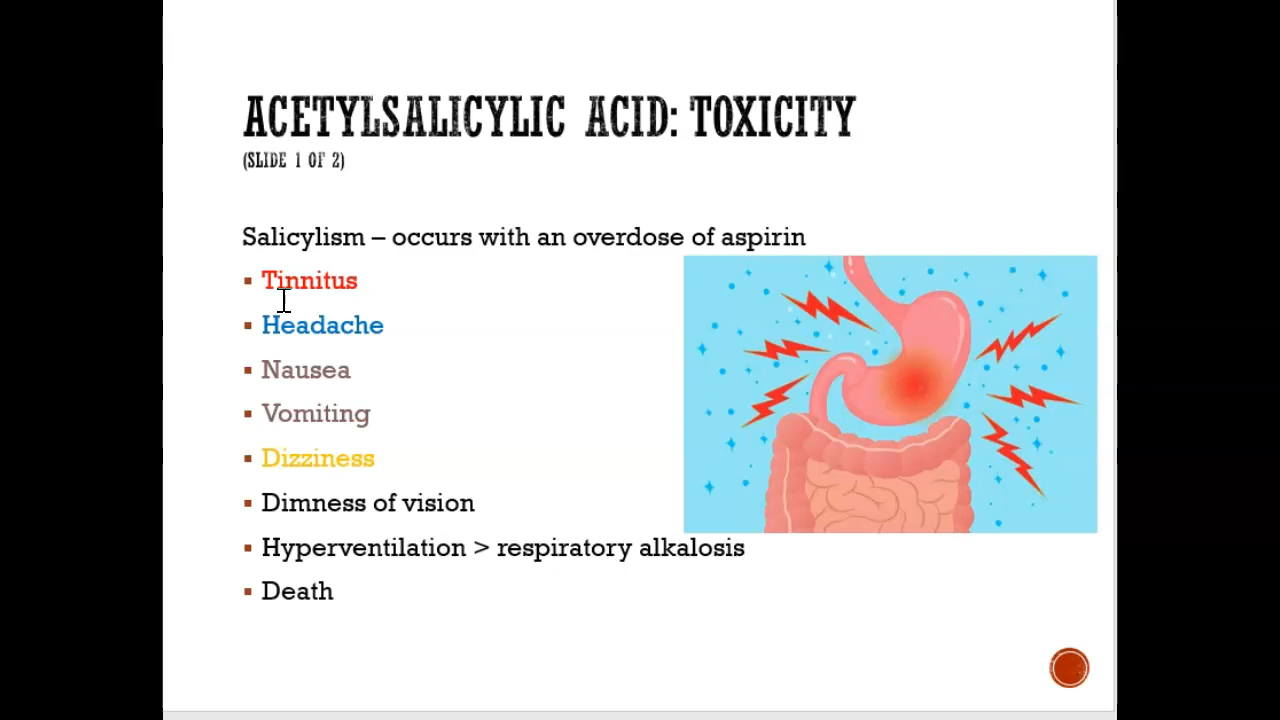 ACETYLSALICYLIC ACID: TOXICITY
(SLIDE 1 OF 2)
Salicylism – occurs with an overdose of aspirin
▪ Tinnitus
▪ Headache
▪ Nausea
▪ Vomiting
▪ Dizziness
▪ Dimness of vision
▪ Hyperventilation > respiratory alkalosis
▪ Death